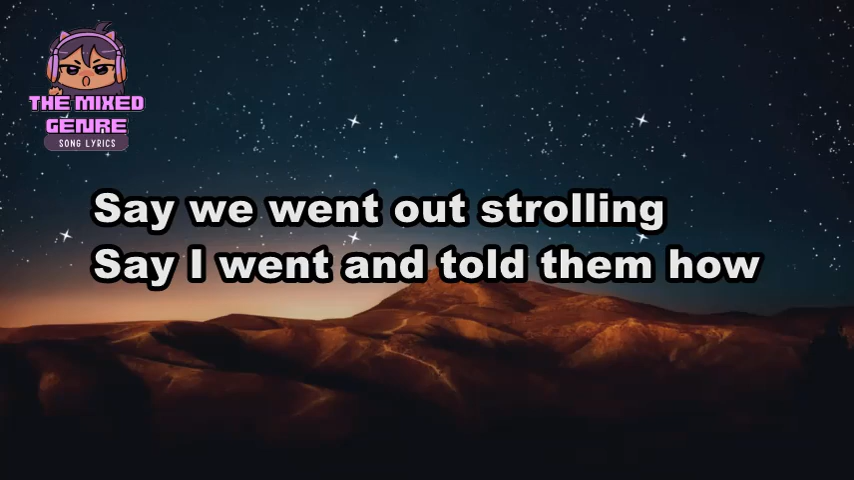 THE MIXED
GENRE
SONG LYRICS
Say we went out strolling
Say I went and told them how